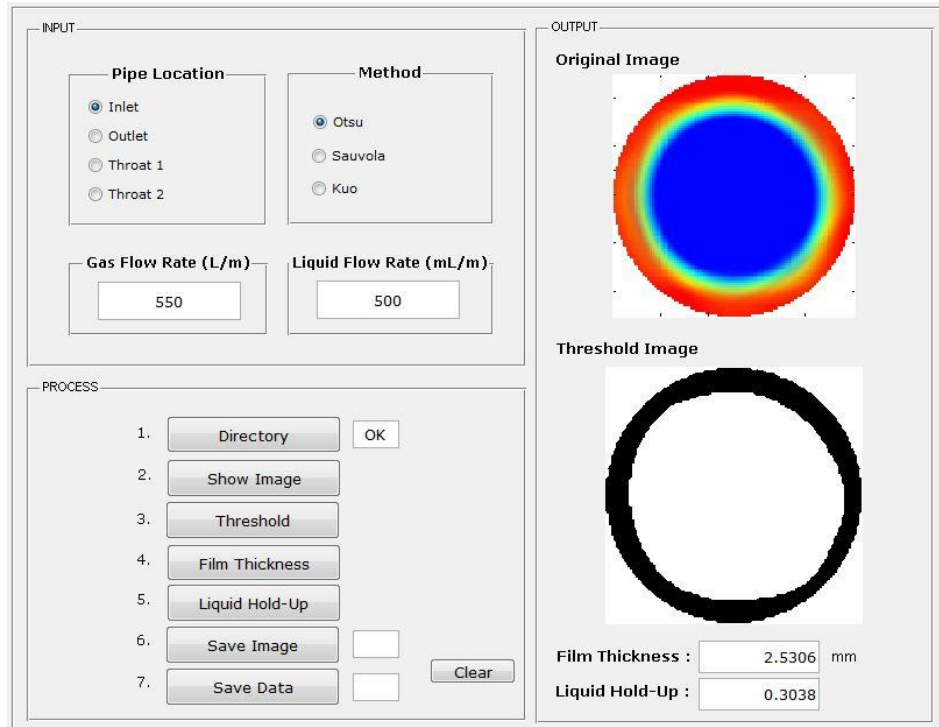 INPUT
Pipe Location
Inlet
Outlet
Throat 1
Throat 2
Method
Otsu
Sauvola
Kuo
Gas Flow Rate (L/m)
550
Liquid Flow Rate (mL/m)
500
PROCESS
1. Directory OK
2. Show Image
3. Threshold
4. Film Thickness
5. Liquid Hold-Up
6. Save Image
7. Save Data
Clear
OUTPUT
Original Image
Threshold Image
Film Thickness : 2.5306 mm
Liquid Hold-Up : 0.3038